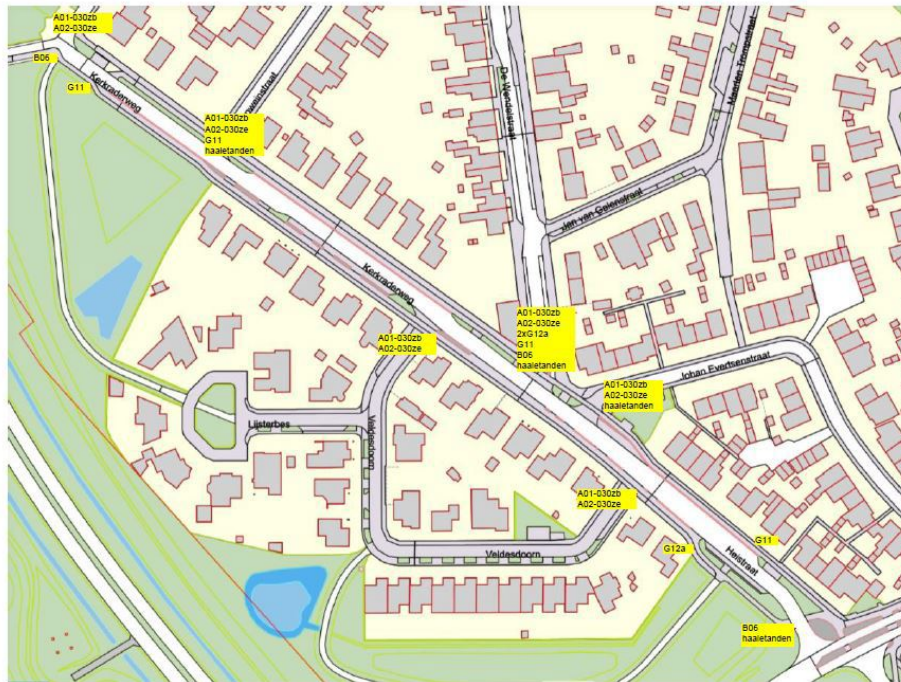 A01-030zb
A02-030ze
B06
G11
Kerkraderweg
A01-030zb
A02-030ze
G11
haaietanden
De Wendelstraat
Maarten Trompstraat
Jan van Galenstraat
Kerkraderweg
A01-030zb
A02-030ze
2xG12a
G11
B06
haaietanden
A01-030zb
A02-030ze
Johan Evertsenstraat
A01-030zb
A02-030ze
haaietanden
Lijsterbes
Veldesdoorn
A01-030zb
A02-030ze
Veldesdoorn
G12a
G11
Heistraat
B06
haaietanden